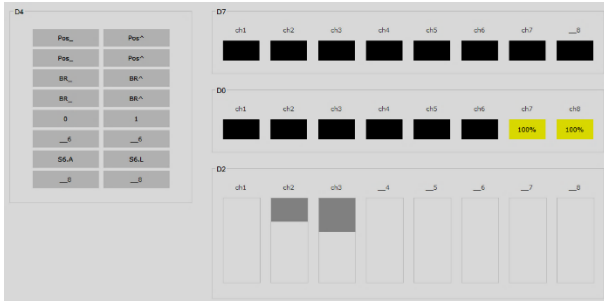 D4
Pos_ Pos^
Pos_ Pos^
BR_ BR^
BR_ BR^
0 1
__6 __6
S6.A S6.L
__8 __8
D7
ch1 ch2 ch3 ch4 ch5 ch6 ch7 __8
D0
ch1 ch2 ch3 ch4 ch5 ch6 ch7 ch8
100% 100%
D2
ch1 ch2 ch3 __4 __5 __6 __7 __8